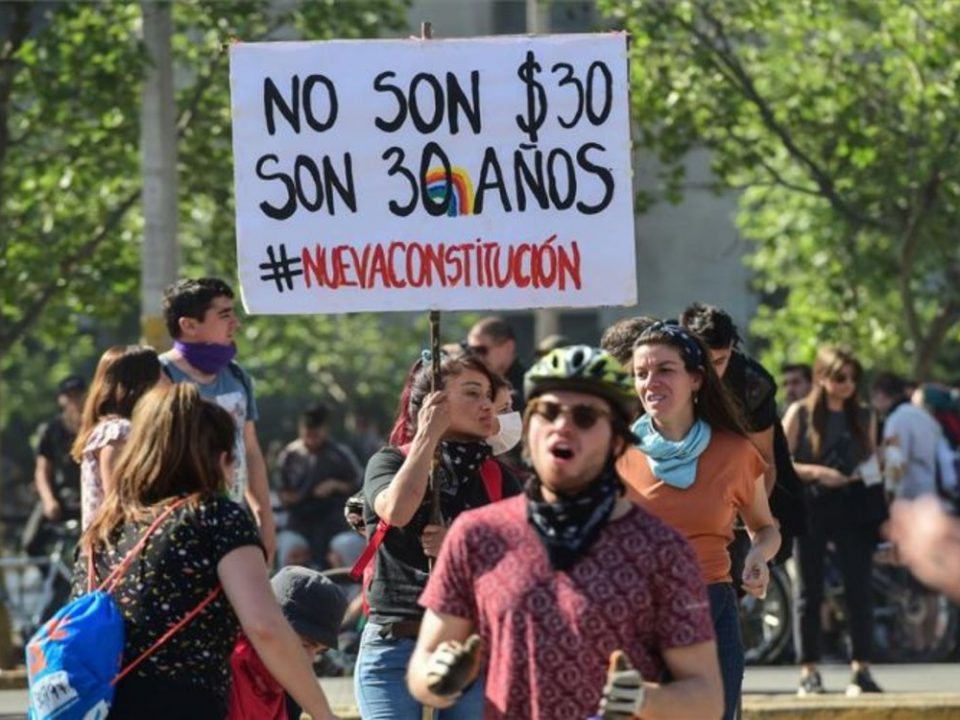 NO SON $30
SON 30 AÑOS
#NUEVACONSTITUCIÓN